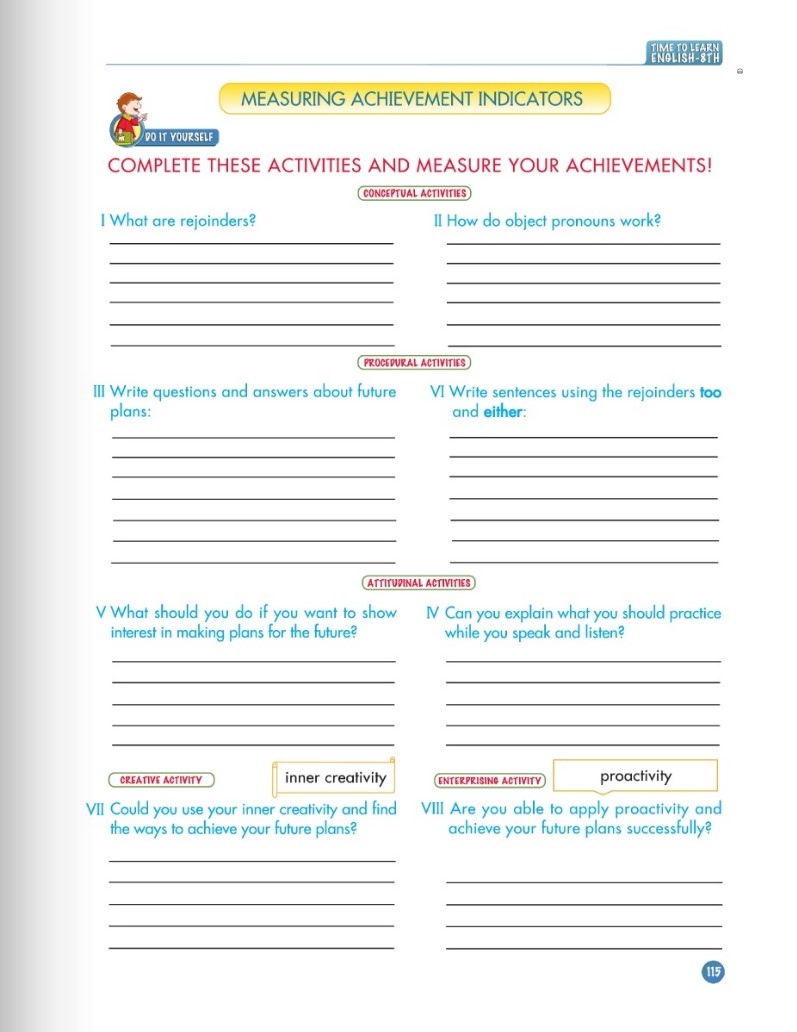 TIME TO LEARN
ENGLISH-8TH
MEASURING ACHIEVEMENT INDICATORS
DO IT YOURSELF
COMPLETE THESE ACTIVITIES AND MEASURE YOUR ACHIEVEMENTS!
CONCEPTUAL ACTIVITIES
I What are rejoinders?
II How do object pronouns work?
PROCEDURAL ACTIVITIES
III Write questions and answers about future
plans:
VI Write sentences using the rejoinders too
and either:
ATTITUDINAL ACTIVITIES
V What should you do if you want to show
interest in making plans for the future?
IV Can you explain what you should practice
while you speak and listen?
CREATIVE ACTIVITY
inner creativity
VII Could you use your inner creativity and find
the ways to achieve your future plans?
ENTERPRISING ACTIVITY
proactivity
VIII Are you able to apply proactivity and
achieve your future plans successfully?
115